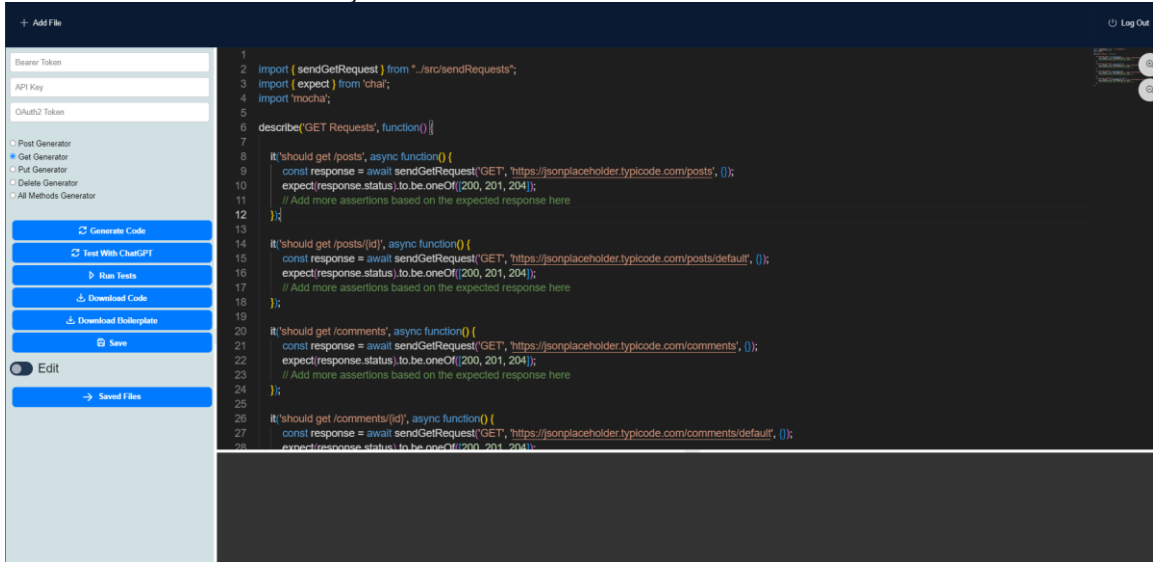 + Add File
Log Out
Bearer Token
API Key
OAuth2 Token
Post Generator
Get Generator
Put Generator
Delete Generator
All Methods Generator
Generate Code
Test With ChatGPT
Run Tests
Download Code
Download Boilerplate
Save
Edit
Saved Files
1
2 import { sendGetRequest } from "../src/sendRequests";
3 import { expect } from 'chai';
4 import 'mocha';
5
6 describe('GET Requests', function() {
7
8 it('should get /posts', async function() {
9 const response = await sendGetRequest('GET', 'https://jsonplaceholder.typicode.com/posts', {});
10 expect(response.status).to.be.oneOf([200, 201, 204]);
11 // Add more assertions based on the expected response here
12 });
13
14 it('should get /posts/{id}', async function() {
15 const response = await sendGetRequest('GET', 'https://jsonplaceholder.typicode.com/posts/default', {});
16 expect(response.status).to.be.oneOf([200, 201, 204]);
17 // Add more assertions based on the expected response here
18 });
19
20 it('should get /comments', async function() {
21 const response = await sendGetRequest('GET', 'https://jsonplaceholder.typicode.com/comments', {});
22 expect(response.status).to.be.oneOf([200, 201, 204]);
23 // Add more assertions based on the expected response here
24 });
25
26 it('should get /comments/{id}', async function() {
27 const response = await sendGetRequest('GET', 'https://jsonplaceholder.typicode.com/comments/default', {});
28 expect(response.status).to.be.oneOf([200, 201, 204]);